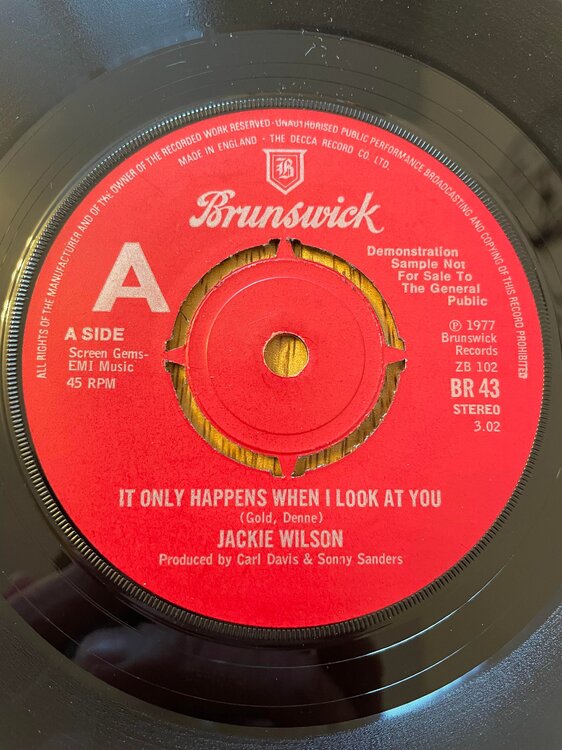 ALL RIGHTS OF THE MANUFACTURER AND OF THE OWNER OF THE RECORDED WORK RESERVED · UNAUTHORISED PUBLIC PERFORMANCE BROADCASTING AND COPYING OF THIS RECORD PROHIBITED
MADE IN ENGLAND · THE DECCA RECORD CO. LTD.
B
Brunswick
A
Demonstration
Sample Not
For Sale To
The General
Public
A SIDE
Screen Gems-
EMI Music
45 RPM
℗ 1977
Brunswick
Records
ZB 102
BR 43
STEREO
3.02
IT ONLY HAPPENS WHEN I LOOK AT YOU
(Gold, Denne)
JACKIE WILSON
Produced by Carl Davis & Sonny Sanders